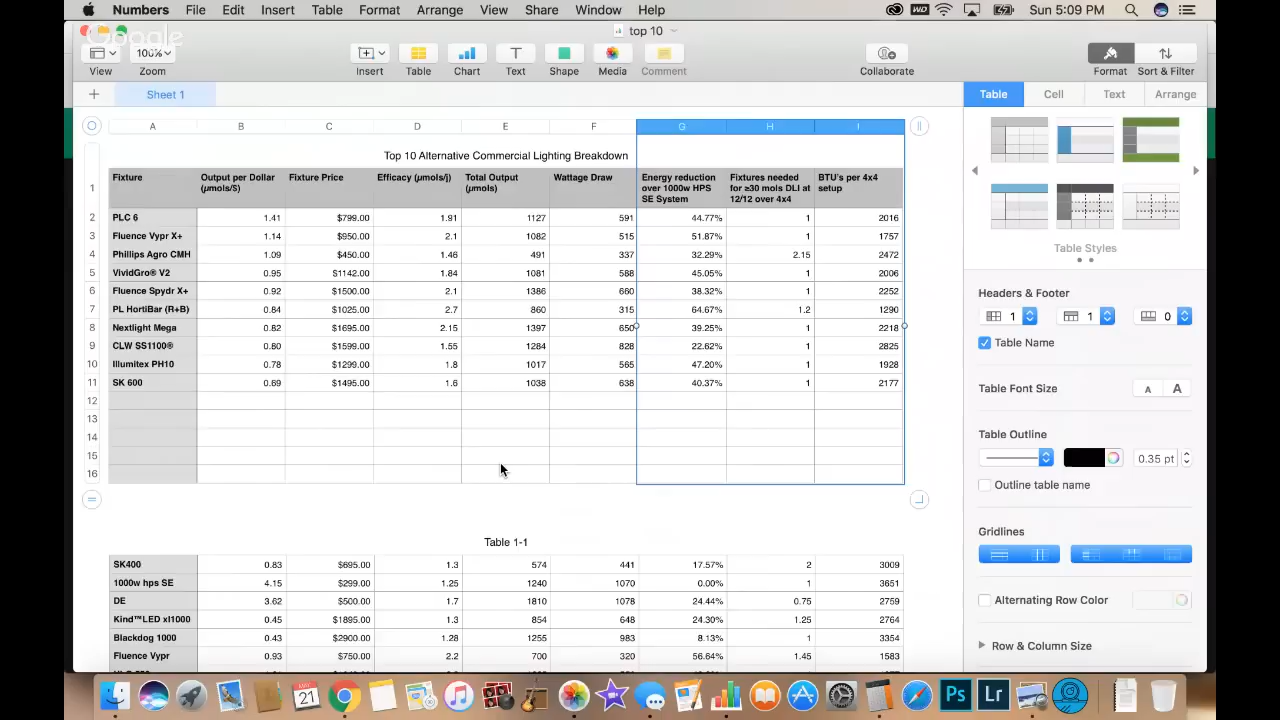 Numbers File Edit Insert Table Format Arrange View Share Window Help WD Sun 5:09 PM
Google
top 10
100%
View Zoom Insert Table Chart Text Shape Media Comment Collaborate Format Sort & Filter
Sheet 1
Table Cell Text Arrange
A B C D E F G H I
Top 10 Alternative Commercial Lighting Breakdown
1 Fixture Output per Dollar (µmols/$) Fixture Price Efficacy (µmols/j) Total Output (µmols) Wattage Draw Energy reduction over 1000w HPS SE System Fixtures needed for ≥30 mols DLI at 12/12 over 4x4 BTU's per 4x4 setup
2 PLC 6 1.41 $799.00 1.91 1127 591 44.77% 1 2016
3 Fluence Vypr X+ 1.14 $950.00 2.1 1082 515 51.87% 1 1757
4 Phillips Agro CMH 1.09 $450.00 1.46 491 337 32.29% 2.15 2472
5 VividGro® V2 0.95 $1142.00 1.84 1081 588 45.05% 1 2006
6 Fluence Spydr X+ 0.92 $1500.00 2.1 1386 660 38.32% 1 2252
7 PL HortiBar (R+B) 0.84 $1025.00 2.7 860 315 64.67% 1.2 1290
8 Nextlight Mega 0.82 $1695.00 2.15 1397 650 39.25% 1 2218
9 CLW SS1100® 0.80 $1599.00 1.55 1284 828 22.62% 1 2825
10 Illumitex PH10 0.78 $1299.00 1.8 1017 565 47.20% 1 1928
11 SK 600 0.69 $1495.00 1.6 1038 638 40.37% 1 2177
12
13
14
15
16
Table 1-1
SK400 0.83 $695.00 1.3 574 441 17.57% 2 3009
1000w hps SE 4.15 $299.00 1.25 1240 1070 0.00% 1 3651
DE 3.62 $500.00 1.7 1810 1078 24.44% 0.75 2759
Kind™LED xl1000 0.45 $1895.00 1.3 854 648 24.30% 1.25 2764
Blackdog 1000 0.43 $2900.00 1.28 1255 983 8.13% 1 3354
Fluence Vypr 0.93 $750.00 2.2 700 320 56.64% 1.45 1583
Table Styles
Headers & Footer
1 1 0
Table Name
Table Font Size A A
Table Outline
0.35 pt
Outline table name
Gridlines
Alternating Row Color
Row & Column Size
MAY 21 Ps Lr